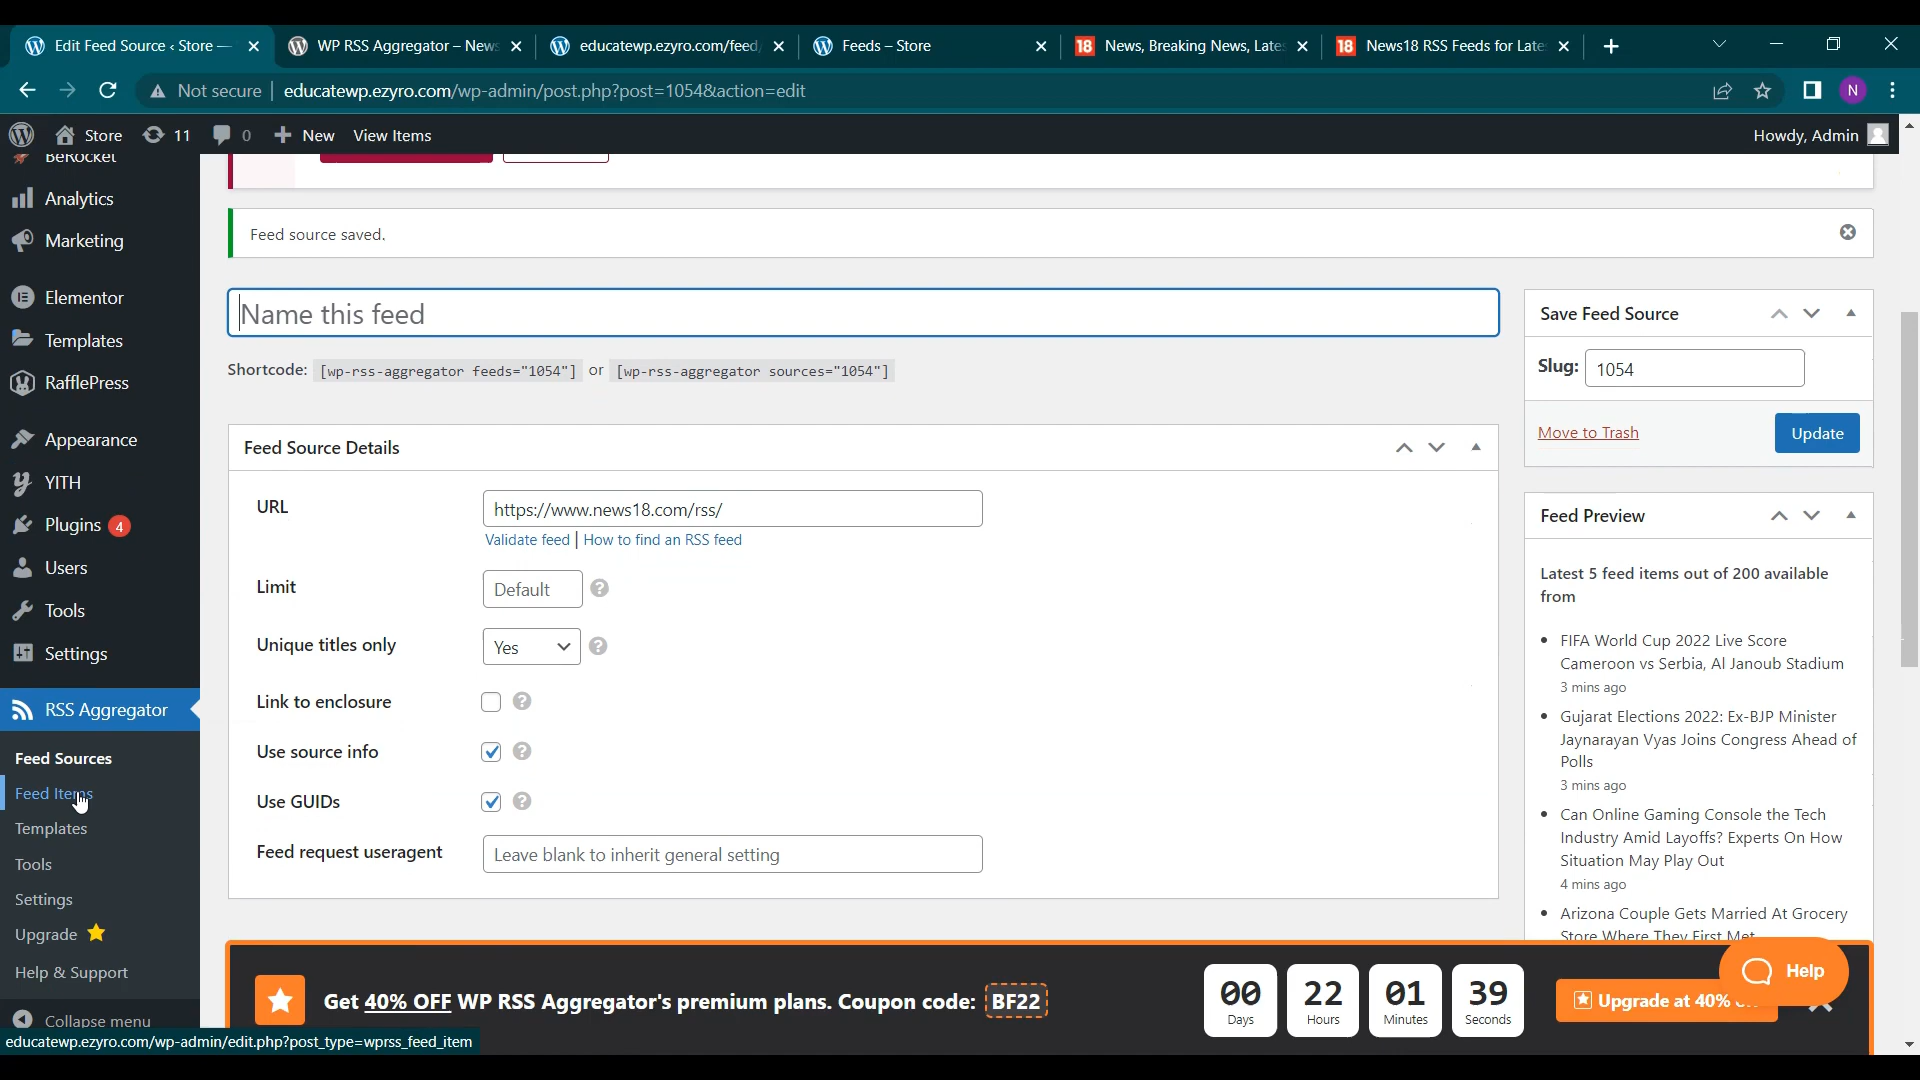 Edit Feed Source ‹ Store —
WP RSS Aggregator – News
educatewp.ezyro.com/feed/
Feeds – Store
18 News, Breaking News, Late
18 News18 RSS Feeds for Late
Not secure
educatewp.ezyro.com/wp-admin/post.php?post=1054&action=edit
N
Store
11
0
New
View Items
Howdy, Admin
BeRocket
Analytics
Marketing
Elementor
Templates
RafflePress
Appearance
YITH
Plugins 4
Users
Tools
Settings
RSS Aggregator
Feed Sources
Feed Items
Templates
Tools
Settings
Upgrade
Help & Support
Collapse menu
educatewp.ezyro.com/wp-admin/edit.php?post_type=wprss_feed_item
Feed source saved.
Name this feed
Shortcode: [wp-rss-aggregator feeds="1054"] or [wp-rss-aggregator sources="1054"]
Feed Source Details
URL
https://www.news18.com/rss/
Validate feed | How to find an RSS feed
Limit
Default
Unique titles only
Yes
Link to enclosure
Use source info
Use GUIDs
Feed request useragent
Leave blank to inherit general setting
Save Feed Source
Slug: 1054
Move to Trash
Update
Feed Preview
Latest 5 feed items out of 200 available
from
FIFA World Cup 2022 Live Score
Cameroon vs Serbia, Al Janoub Stadium
3 mins ago
Gujarat Elections 2022: Ex-BJP Minister
Jaynarayan Vyas Joins Congress Ahead of
Polls
3 mins ago
Can Online Gaming Console the Tech
Industry Amid Layoffs? Experts On How
Situation May Play Out
4 mins ago
Arizona Couple Gets Married At Grocery
Store Where They First Met
Get 40% OFF WP RSS Aggregator's premium plans. Coupon code: BF22
00 Days
22 Hours
01 Minutes
39 Seconds
Upgrade at 40%
Help